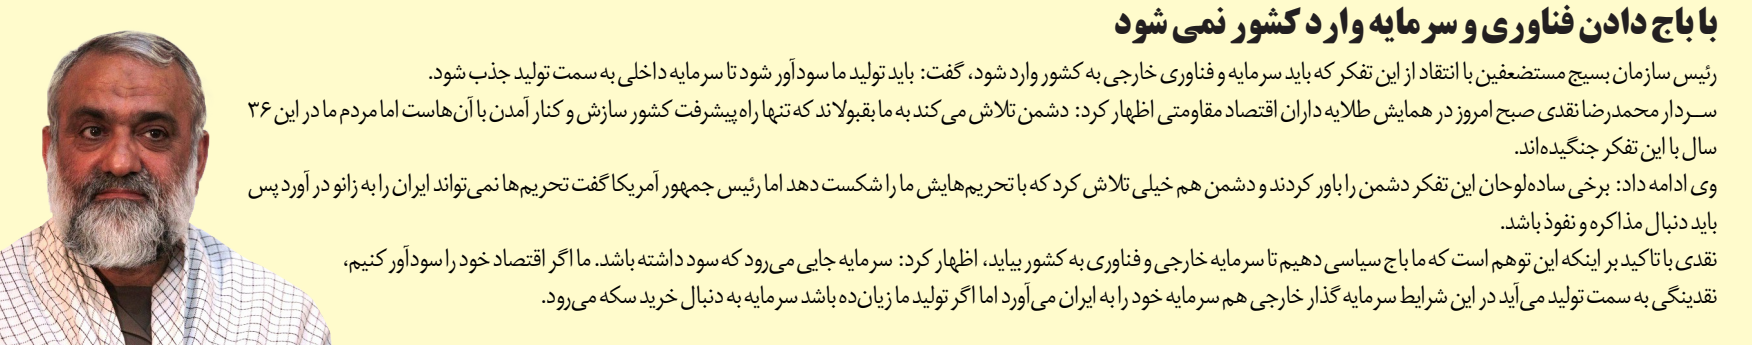 با باج دادن فناوری و سرمایه وارد کشور نمی شود
رئیس سازمان بسیج مستضعفین با انتقاد از این تفکر که باید سرمایه و فناوری خارجی به کشور وارد شود، گفت: باید تولید ما سودآور شود تا سرمایه داخلی به سمت تولید جذب شود.
سـردار محمدرضا نقدی صبح امروز در همایش طلایه داران اقتصاد مقاومتی اظهار کرد: دشمن تلاش می‌کند به ما بقبولاند که تنها راه پیشرفت کشور سازش و کنار آمدن با آن‌هاست اما مردم ما در این ۳۶
سال با این تفکر جنگیده‌اند.
وی ادامه داد: برخی ساده‌لوحان این تفکر دشمن را باور کردند و دشمن هم خیلی تلاش کرد که با تحریم‌هایش ما را شکست دهد اما رئیس جمهور آمریکا گفت تحریم‌ها نمی‌تواند ایران را به زانو در آورد پس
باید دنبال مذاکره و نفوذ باشد.
نقدی با تاکید بر اینکه این توهم است که ما باج سیاسی دهیم تا سرمایه خارجی و فناوری به کشور بیاید، اظهار کرد: سرمایه جایی می‌رود که سود داشته باشد. ما اگر اقتصاد خود را سودآور کنیم،
نقدینگی به سمت تولید می‌آید در این شرایط سرمایه گذار خارجی هم سرمایه خود را به ایران می‌آورد اما اگر تولید ما زیان‌ده باشد سرمایه به دنبال خرید سکه می‌رود.